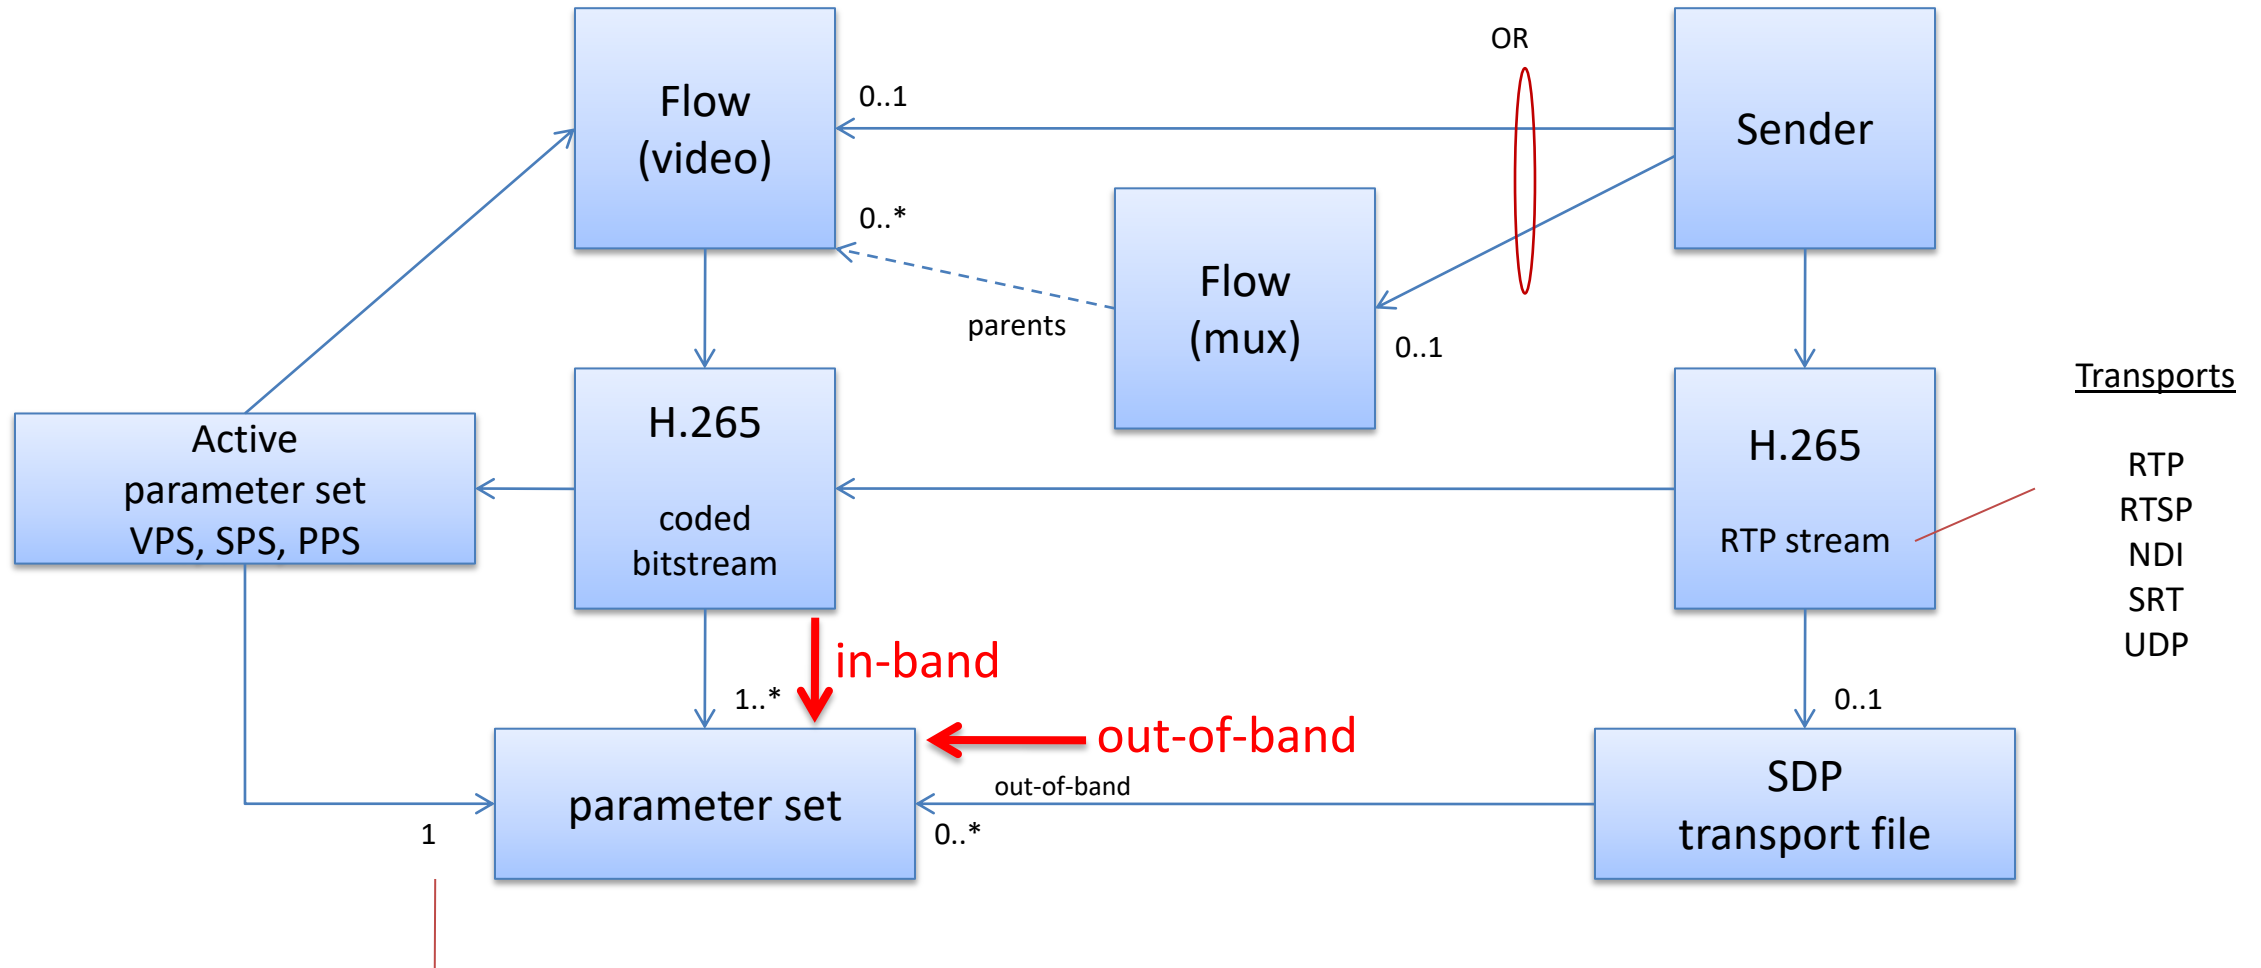 OR
Flow
(video)
0..1
Sender
0..*
Flow
(mux)
parents
0..1
Transports
RTP
RTSP
NDI
SRT
UDP
Active
parameter set
VPS, SPS, PPS
H.265
coded
bitstream
H.265
RTP stream
in-band
1..*
0..1
out-of-band
out-of-band
parameter set
1
0..*
SDP
transport file